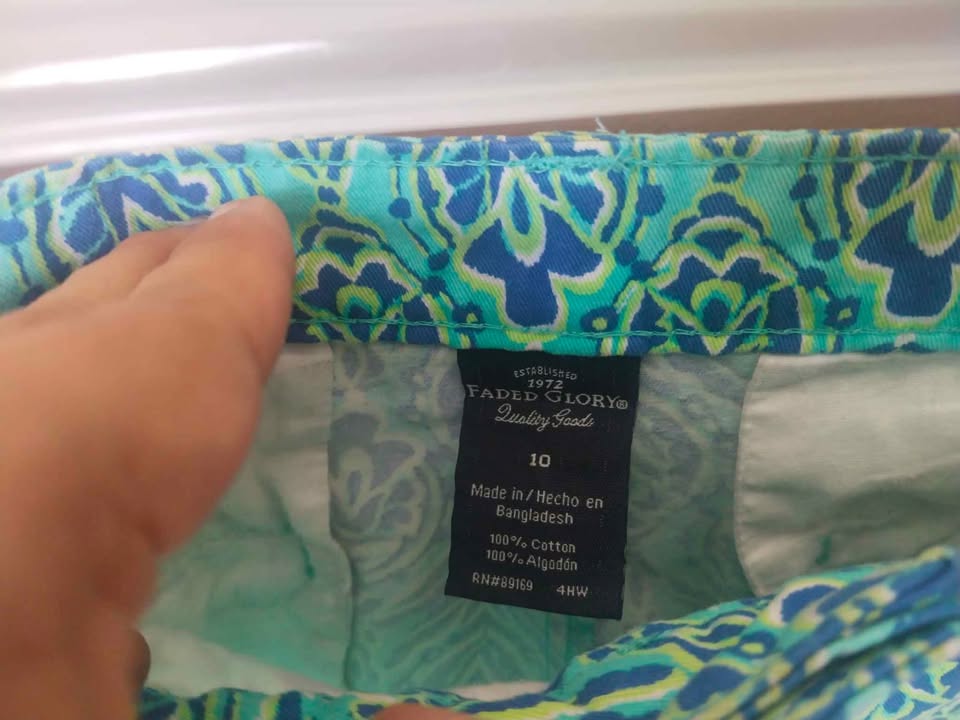 ESTABLISHED
1972
FADED GLORY®
Quality Goods
10
Made in/Hecho en
Bangladesh
100% Cotton
100% Algodón
RN#89169 4HW